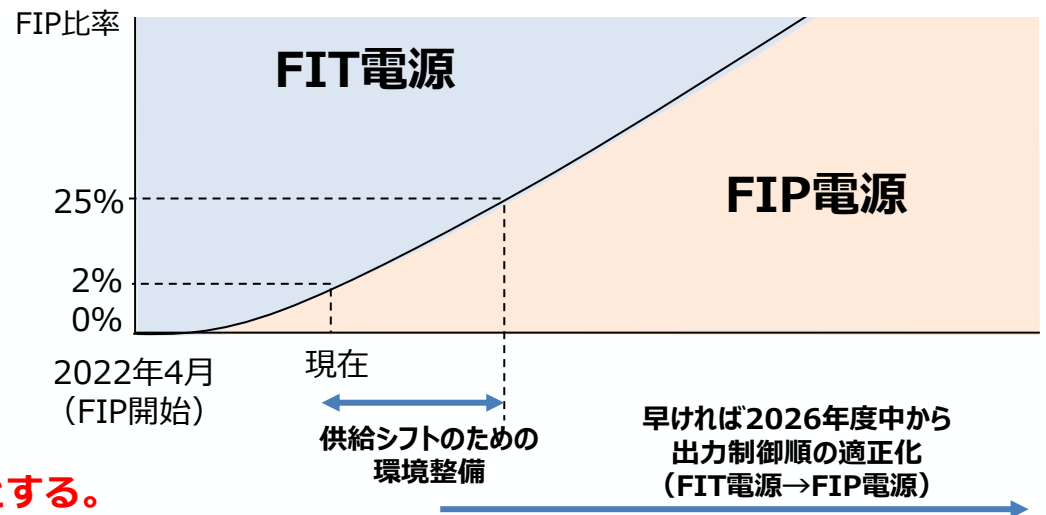 FIP比率
FIT電源
FIP電源
25%
2%
0%
2022年4月
（FIP開始）
現在
供給シフトのための
環境整備
早ければ2026年度中から
出力制御順の適正化
（FIT電源→FIP電源）
とする。